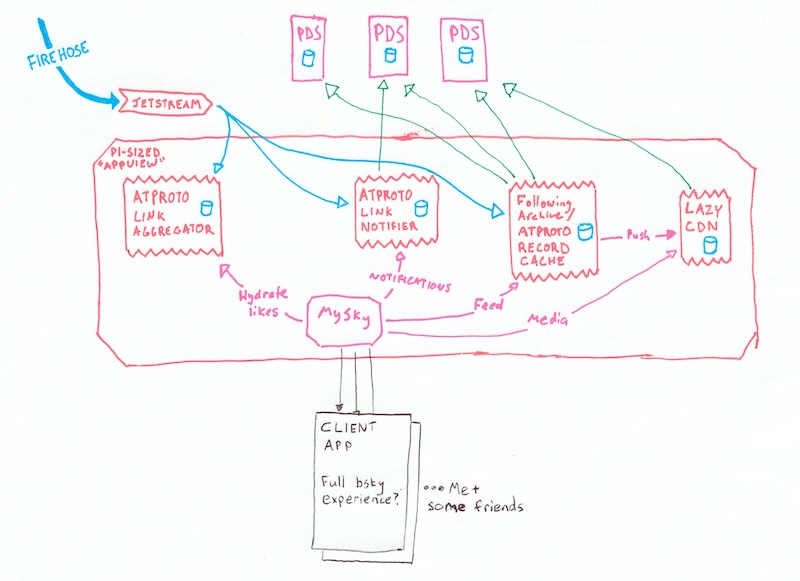 FIREHOSE
PDS
PDS
PDS
JETSTREAM
PI-SIZED
"APPVIEW"
ATPROTO
LINK
AGGREGATOR
ATPROTO
LINK
NOTIFIER
Following
Archive/
ATPROTO
RECORD
CACHE
LAZY
CDN
Push
Hydrate
likes
NOTIFICATIONS
Feed
Media
MySky
CLIENT
APP
Full bsky
experience?
... Me +
some friends